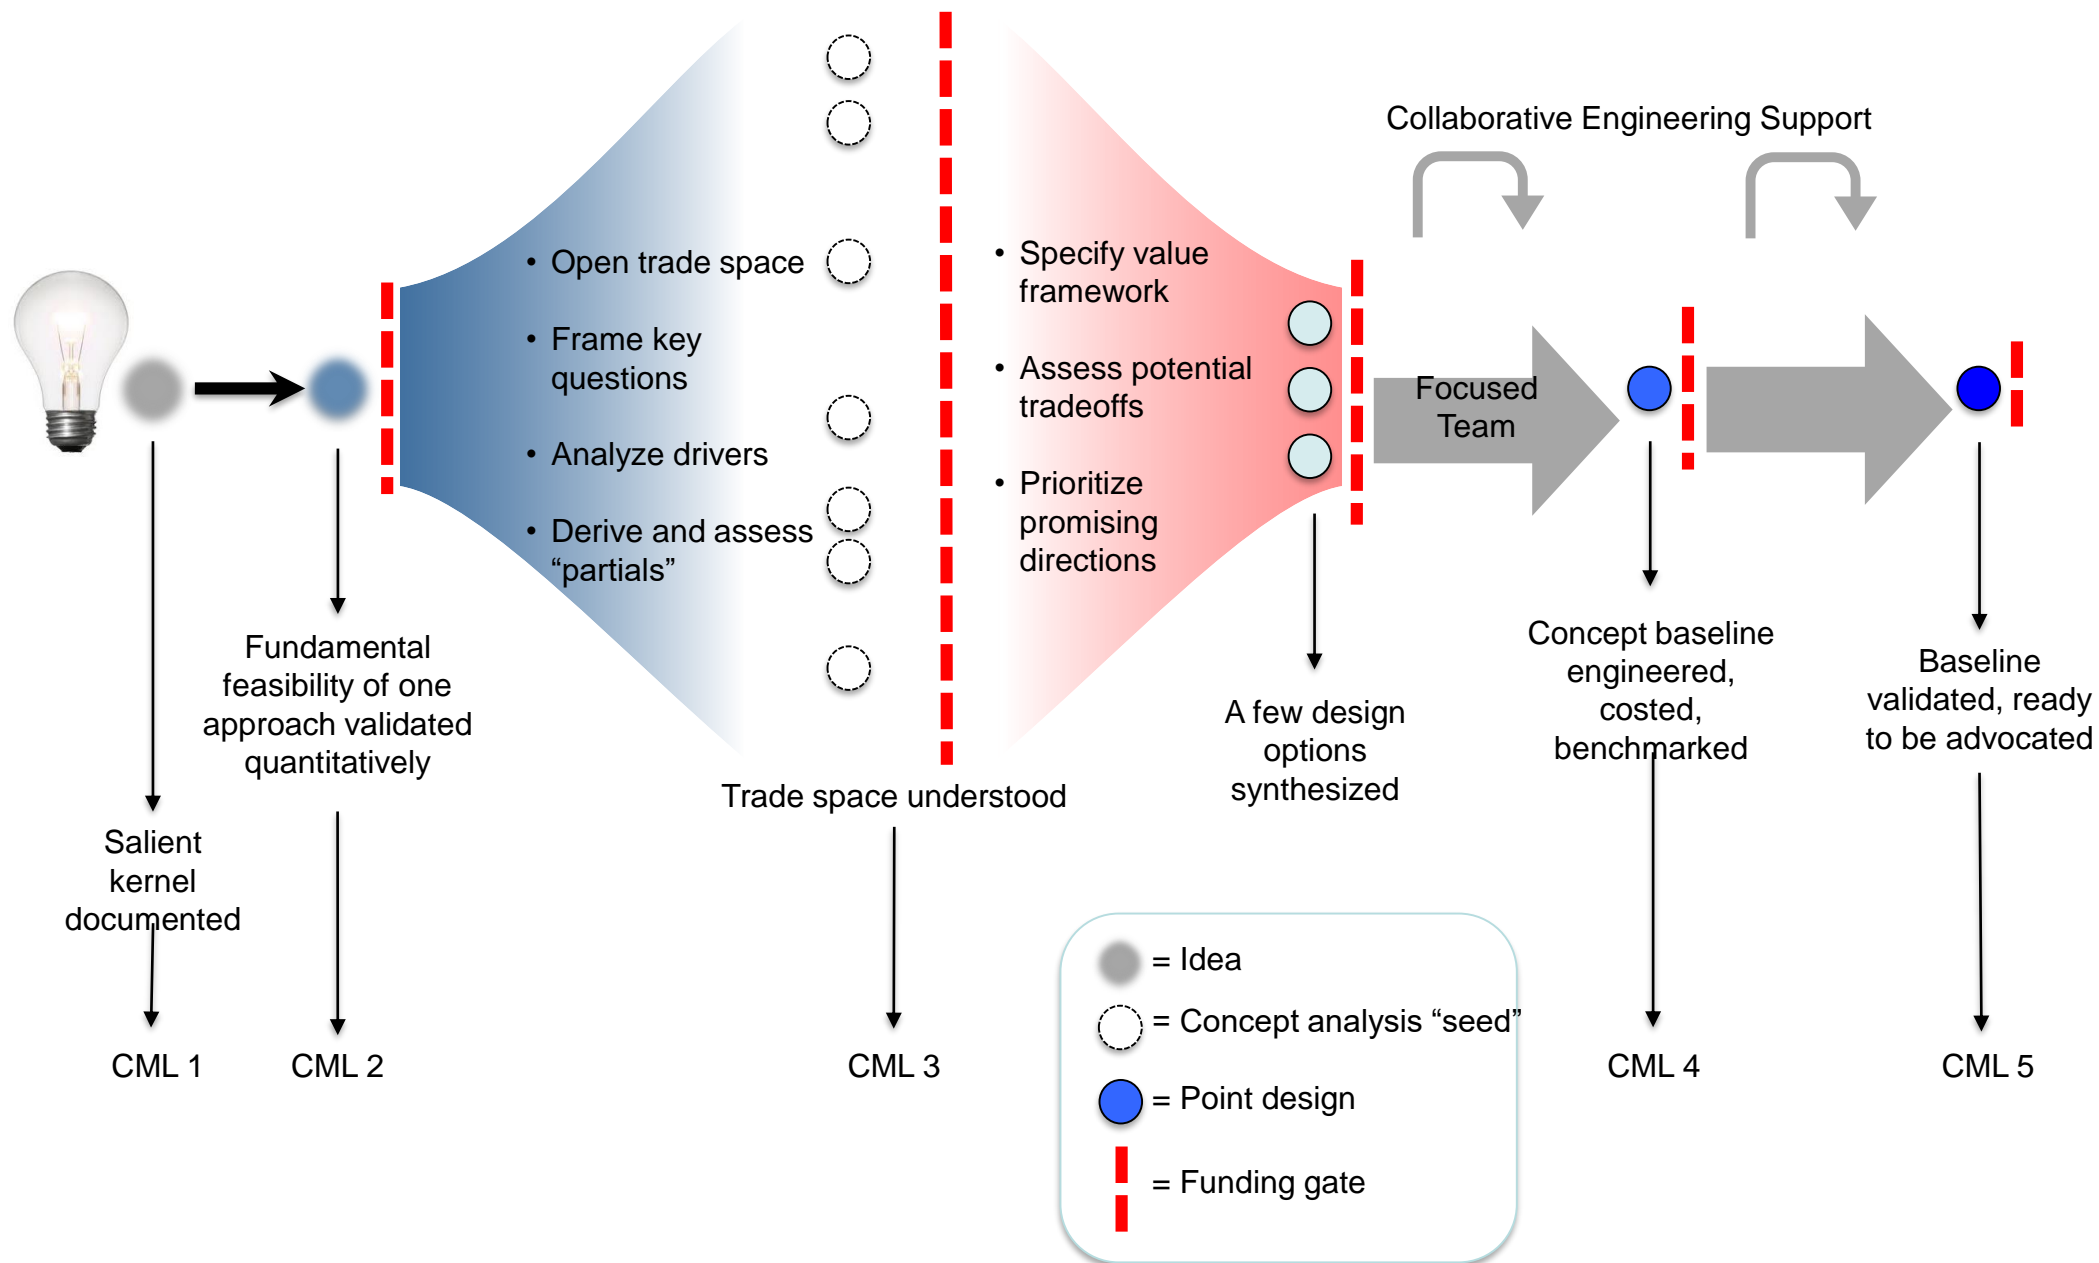 Collaborative Engineering Support
• Open trade space
• Frame key
questions
• Analyze drivers
• Derive and assess
“partials”
• Specify value
framework
• Assess potential
tradeoffs
• Prioritize
promising
directions
Focused
Team
Salient
kernel
documented
Fundamental
feasibility of one
approach validated
quantitatively
Trade space understood
A few design
options
synthesized
Concept baseline
engineered,
costed,
benchmarked
Baseline
validated, ready
to be advocated
CML 1
CML 2
CML 3
CML 4
CML 5
= Idea
= Concept analysis “seed”
= Point design
= Funding gate